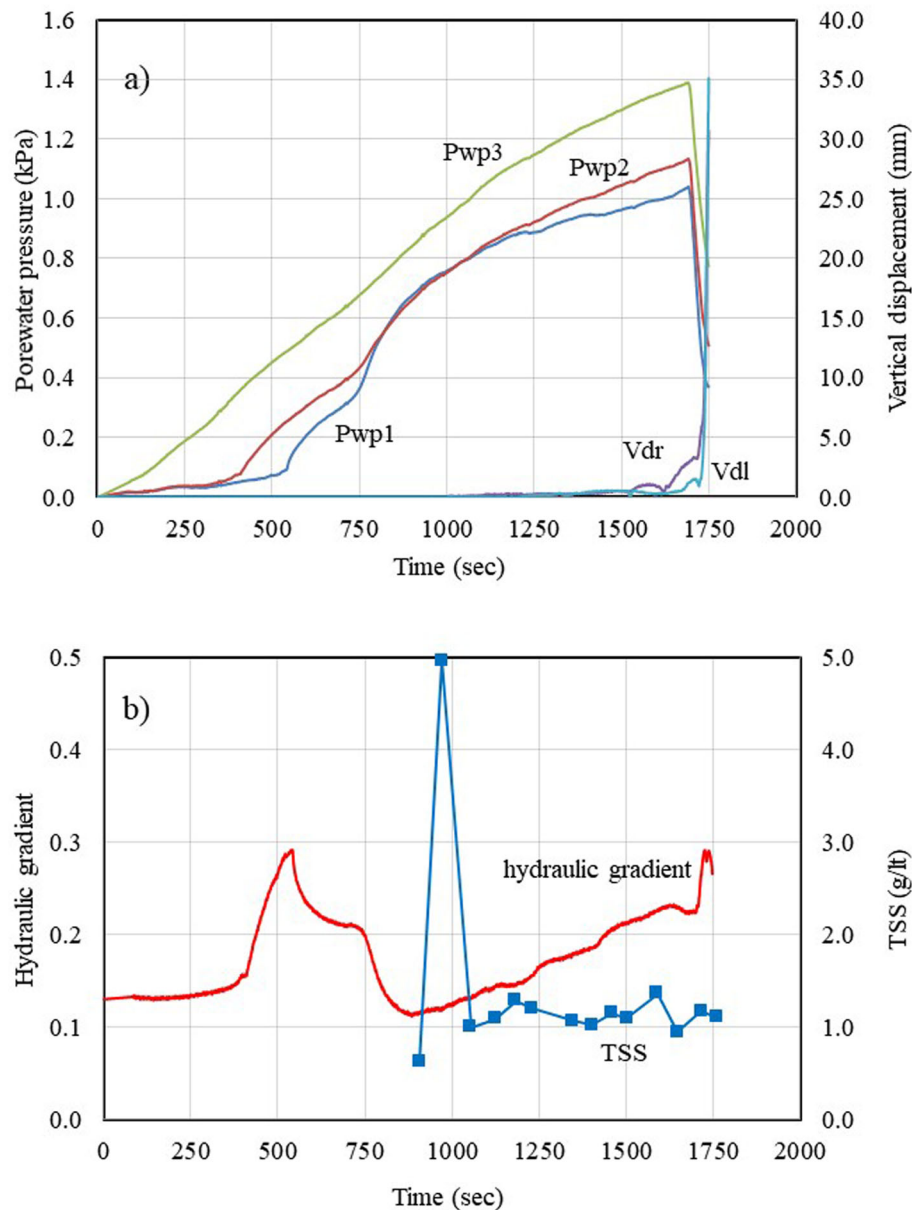 a)
1.6
1.4
1.2
1.0
0.8
0.6
0.4
0.2
0.0
Porewater pressure (kPa)
40.0
35.0
30.0
25.0
20.0
15.0
10.0
5.0
0.0
Vertical displacement (mm)
Pwp3
Pwp2
Pwp1
Vdr
Vdl
0 250 500 750 1000 1250 1500 1750 2000
Time (sec)
b)
0.5
0.4
0.3
0.2
0.1
0.0
Hydraulic gradient
5.0
4.0
3.0
2.0
1.0
0.0
TSS (g/lt)
hydraulic gradient
TSS
0 250 500 750 1000 1250 1500 1750 2000
Time (sec)